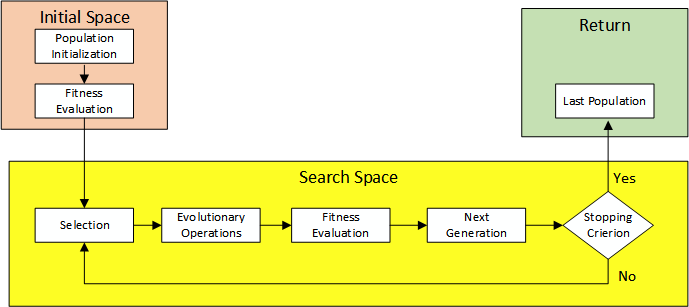 Initial Space
Population
Initialization
Fitness
Evaluation
Return
Last Population
Search Space
Selection
Evolutionary
Operations
Fitness
Evaluation
Next
Generation
Stopping
Crierion
Yes
No